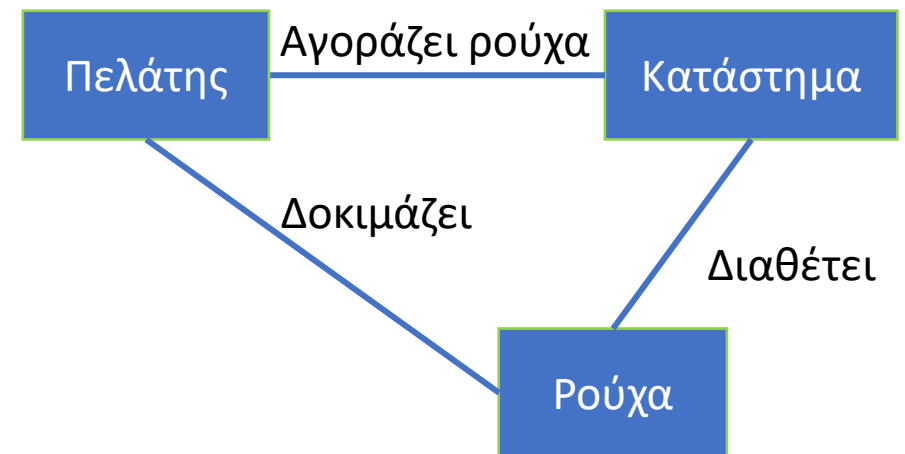 Αγοράζει ρούχα
Πελάτης
Κατάστημα
Δοκιμάζει
Διαθέτει
Ρούχα